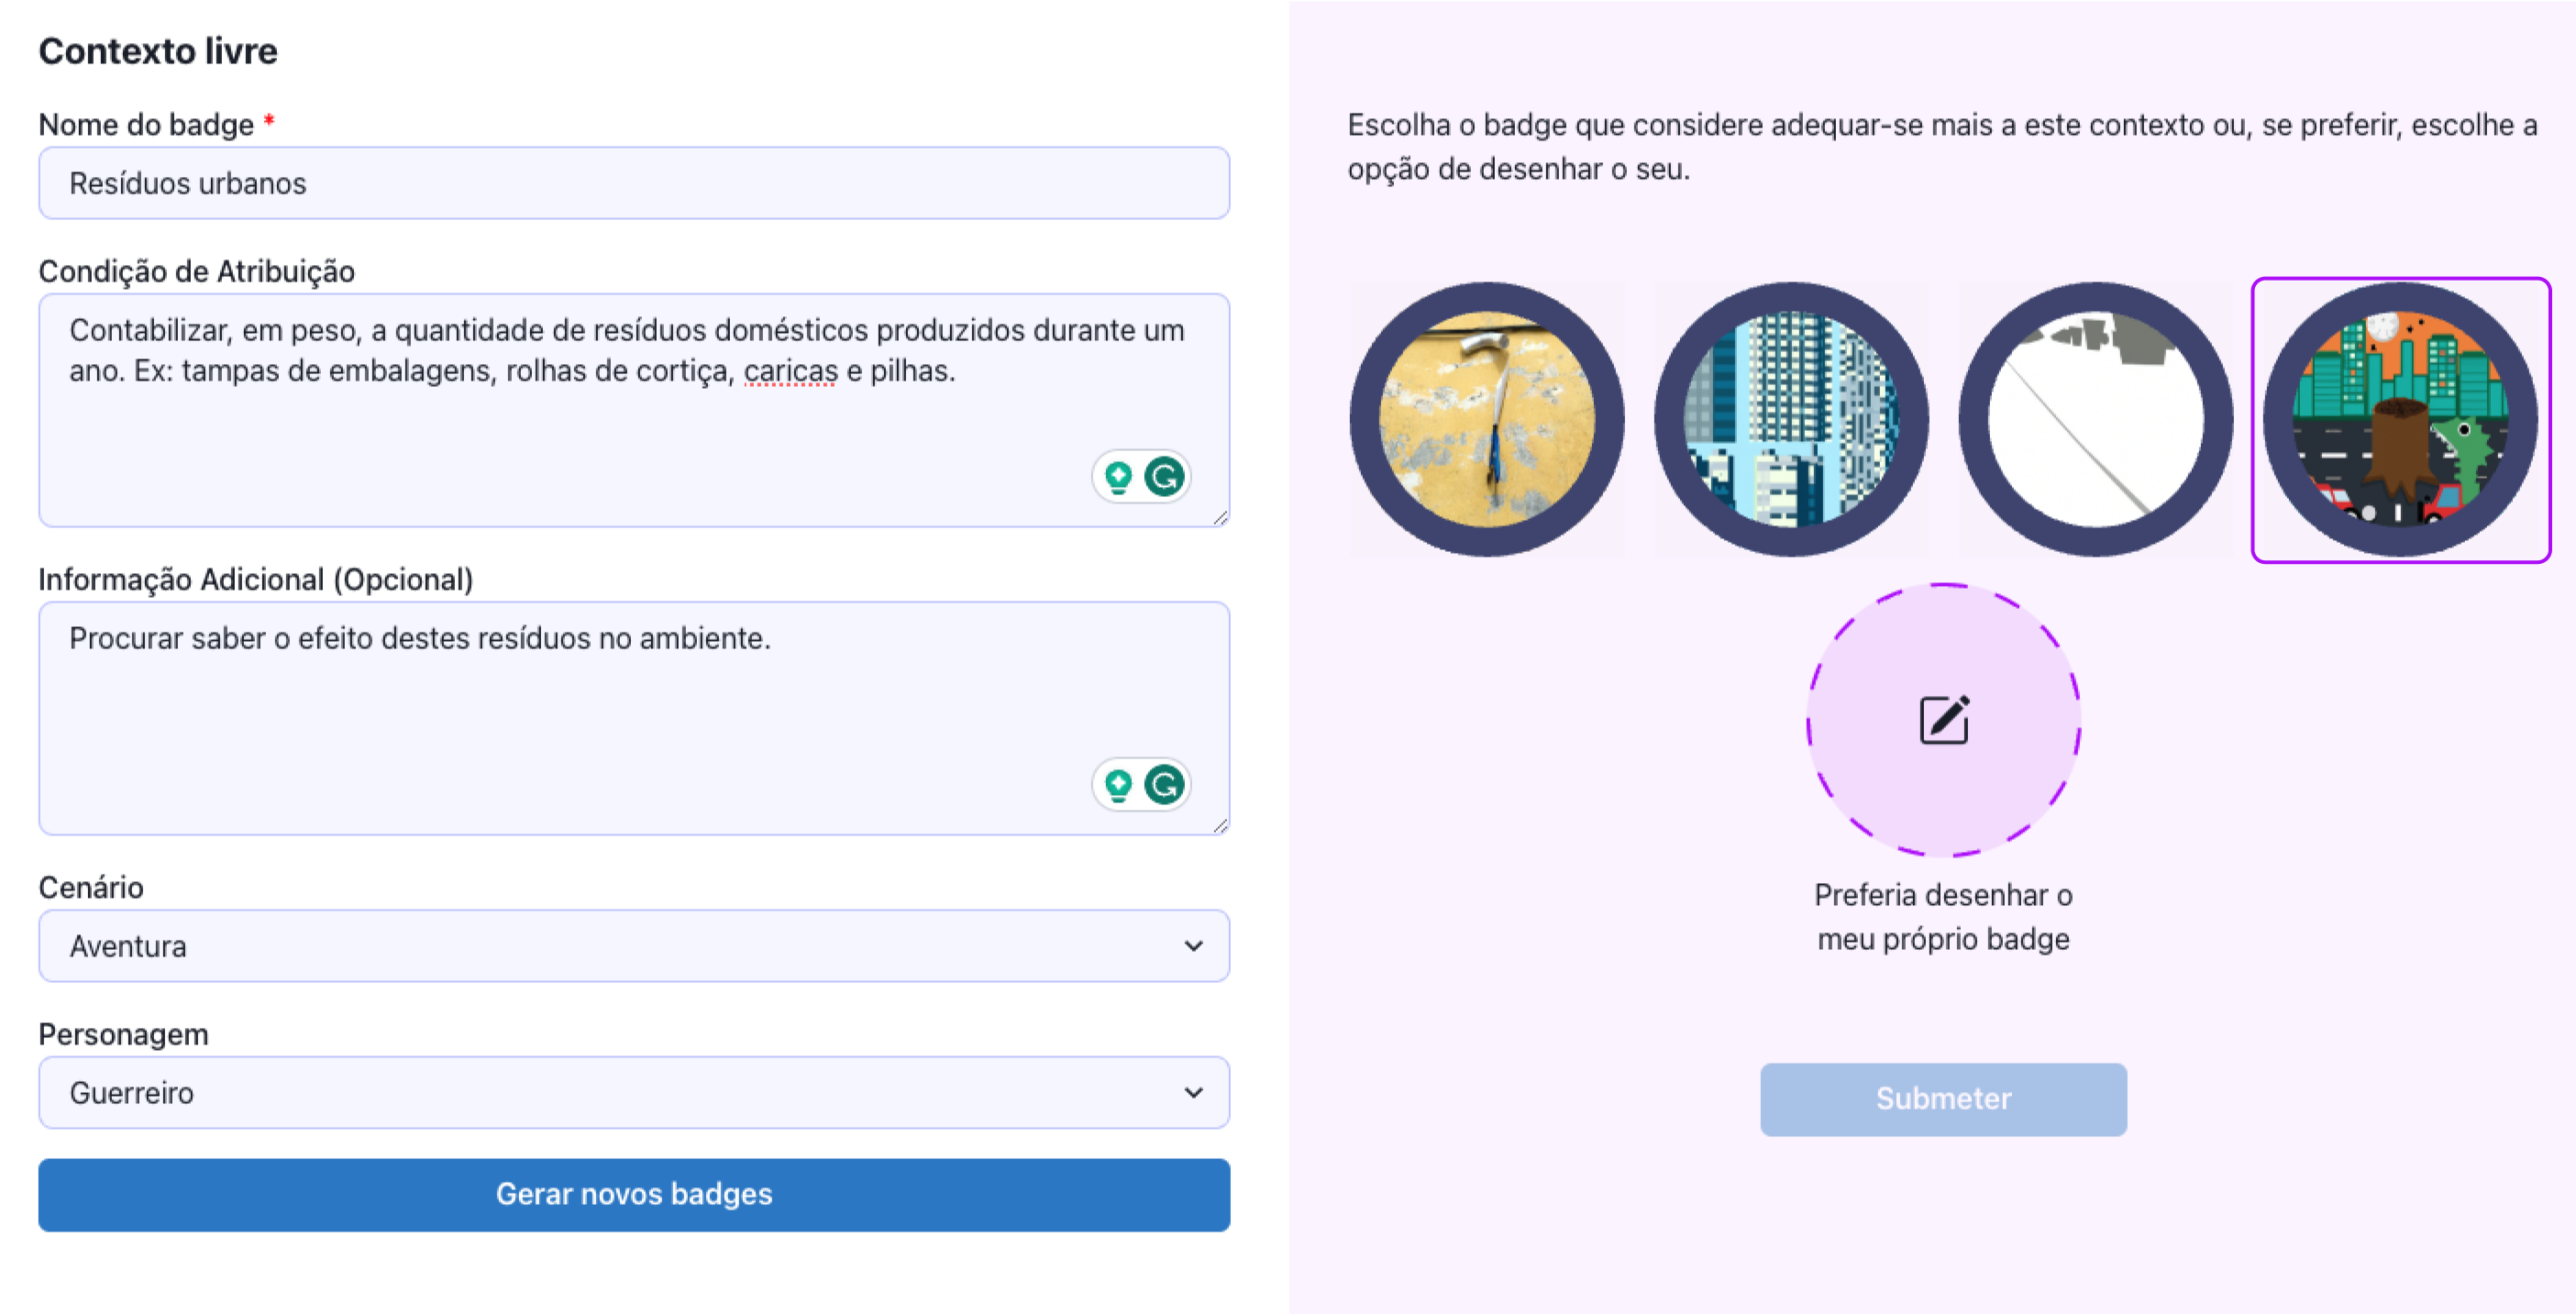 Contexto livre
Nome do badge *
Resíduos urbanos
Condição de Atribuição
Contabilizar, em peso, a quantidade de resíduos domésticos produzidos durante um
ano. Ex: tampas de embalagens, rolhas de cortiça, caricas e pilhas.
Informação Adicional (Opcional)
Procurar saber o efeito destes resíduos no ambiente.
Cenário
Aventura
Personagem
Guerreiro
Gerar novos badges
Escolha o badge que considere adequar-se mais a este contexto ou, se preferir, escolhe a
opção de desenhar o seu.
Preferia desenhar o
meu próprio badge
Submeter